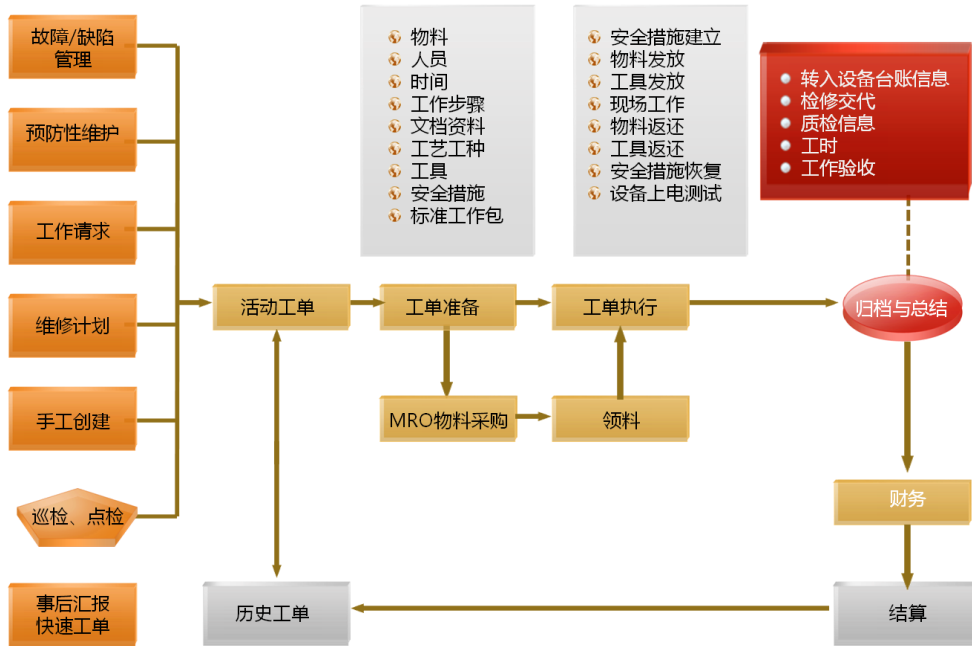 故障/缺陷
管理
预防性维护
工作请求
维修计划
手工创建
巡检、点检
事后汇报
快速工单
物料
人员
时间
工作步骤
文档资料
工艺工种
工具
安全措施
标准工作包
安全措施建立
物料发放
工具发放
现场工作
物料返还
工具返还
安全措施恢复
设备上电测试
转入设备台账信息
检修交代
质检信息
工时
工作验收
活动工单
工单准备
工单执行
归档与总结
MRO物料采购
领料
财务
历史工单
结算